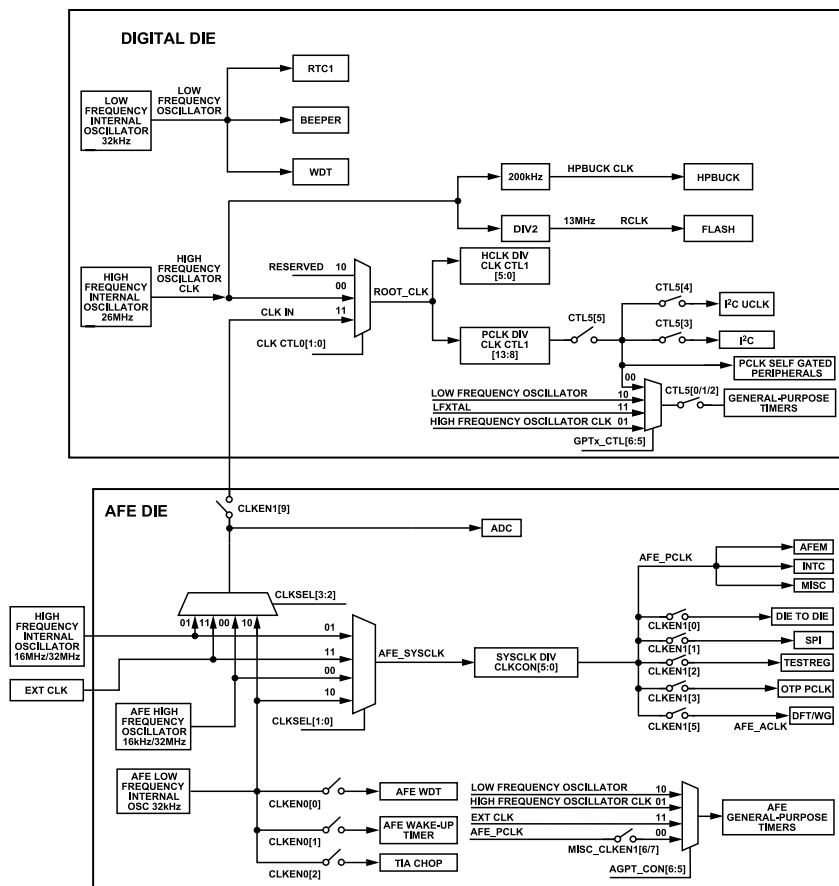 DIGITAL DIE
LOW
FREQUENCY
INTERNAL
OSCILLATOR
32kHz
LOW
FREQUENCY
OSCILLATOR
RTC1
BEEPER
WDT
200kHz
HPBUCK CLK
HPBUCK
DIV2
13MHz
RCLK
FLASH
HIGH
FREQUENCY
INTERNAL
OSCILLATOR
26MHz
HIGH
FREQUENCY
OSCILLATOR
CLK
RESERVED
10
00
CLK IN
11
CLK CTL0[1:0]
ROOT_CLK
HCLK DIV
CLK CTL1
[5:0]
PCLK DIV
CLK CTL1
[13:8]
CTL5[5]
CTL5[4]
I²C UCLK
CTL5[3]
I²C
PCLK SELF GATED
PERIPHERALS
00
LOW FREQUENCY OSCILLATOR
10
LFXTAL
11
HIGH FREQUENCY OSCILLATOR CLK
01
GPTx_CTL[6:5]
CTL5[0/1/2]
GENERAL-PURPOSE
TIMERS
AFE DIE
CLKEN1[9]
ADC
CLKSEL[3:2]
01
11
00
10
HIGH
FREQUENCY
INTERNAL
OSCILLATOR
16MHz/32MHz
EXT CLK
AFE HIGH
FREQUENCY
OSCILLATOR
16kHz/32MHz
AFE LOW
FREQUENCY
INTERNAL
OSC 32kHz
01
11
00
10
CLKSEL[1:0]
AFE_SYSCLK
SYSCLK DIV
CLKCON[5:0]
AFE_PCLK
AFEM
INTC
MISC
CLKEN1[0]
DIE TO DIE
CLKEN1[1]
SPI
CLKEN1[2]
TESTREG
CLKEN1[3]
OTP PCLK
CLKEN1[5]
AFE_ACLK
DFT/WG
CLKEN0[0]
AFE WDT
CLKEN0[1]
AFE WAKE-UP
TIMER
CLKEN0[2]
TIA CHOP
LOW FREQUENCY OSCILLATOR
10
HIGH FREQUENCY OSCILLATOR CLK
01
EXT CLK
11
AFE_PCLK
00
MISC_CLKEN1[6/7]
AGPT_CON[6:5]
AFE
GENERAL-PURPOSE
TIMERS